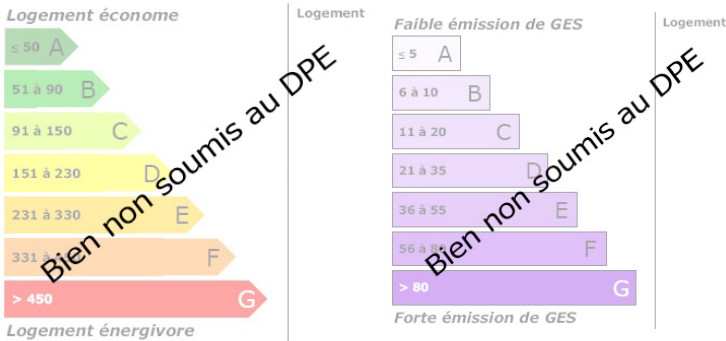 Logement économe
Logement
≤ 50 A
51 à 90 B
91 à 150 C
151 à 230 D
231 à 330 E
331 à 450 F
> 450 G
Logement énergivore
Bien non soumis au DPE
Faible émission de GES
Logement
≤ 5 A
6 à 10 B
11 à 20 C
21 à 35 D
36 à 55 E
56 à 80 F
> 80 G
Forte émission de GES
Bien non soumis au DPE